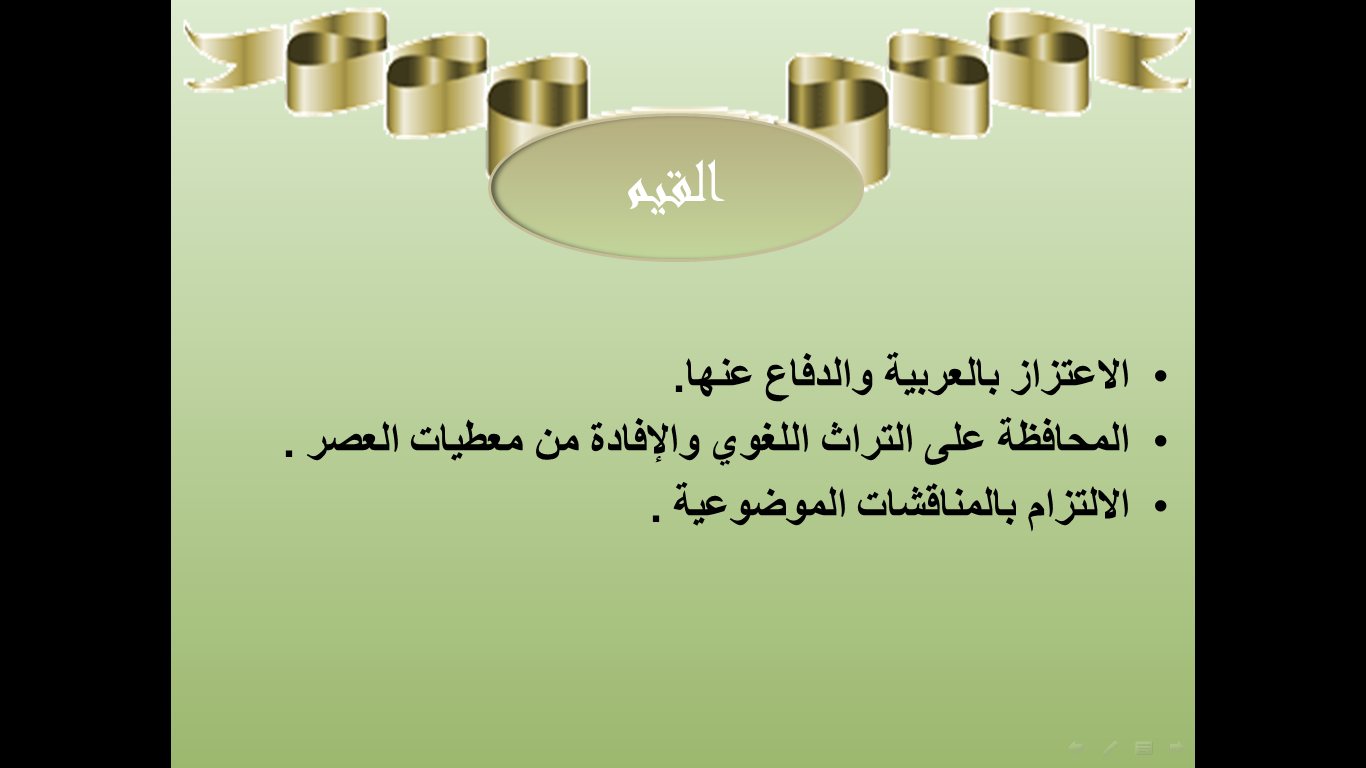 القيم
• الاعتزاز بالعربية والدفاع عنها.
• المحافظة على التراث اللغوي والإفادة من معطيات العصر .
• الالتزام بالمناقشات الموضوعية .